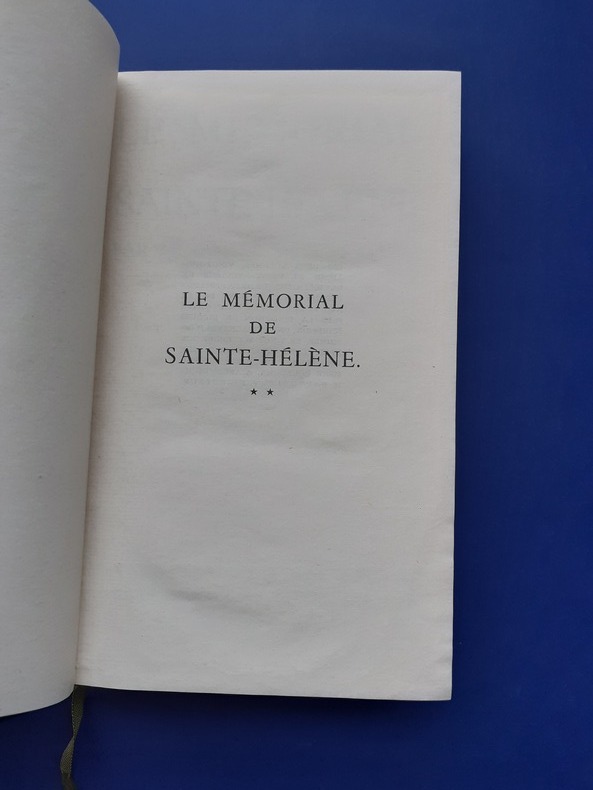 LE MÉMORIAL
DE
SAINTE-HÉLÈNE.
★ ★